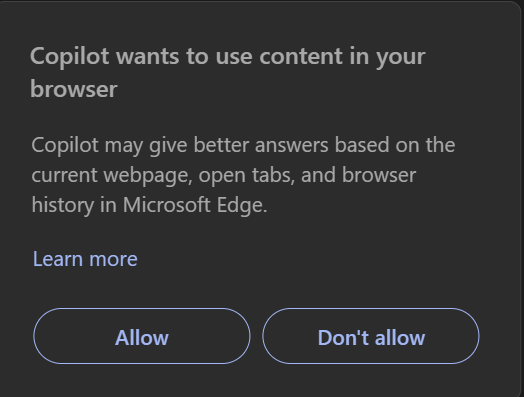 Copilot wants to use content in your
browser
Copilot may give better answers based on the
current webpage, open tabs, and browser
history in Microsoft Edge.
Learn more
Allow
Don't allow